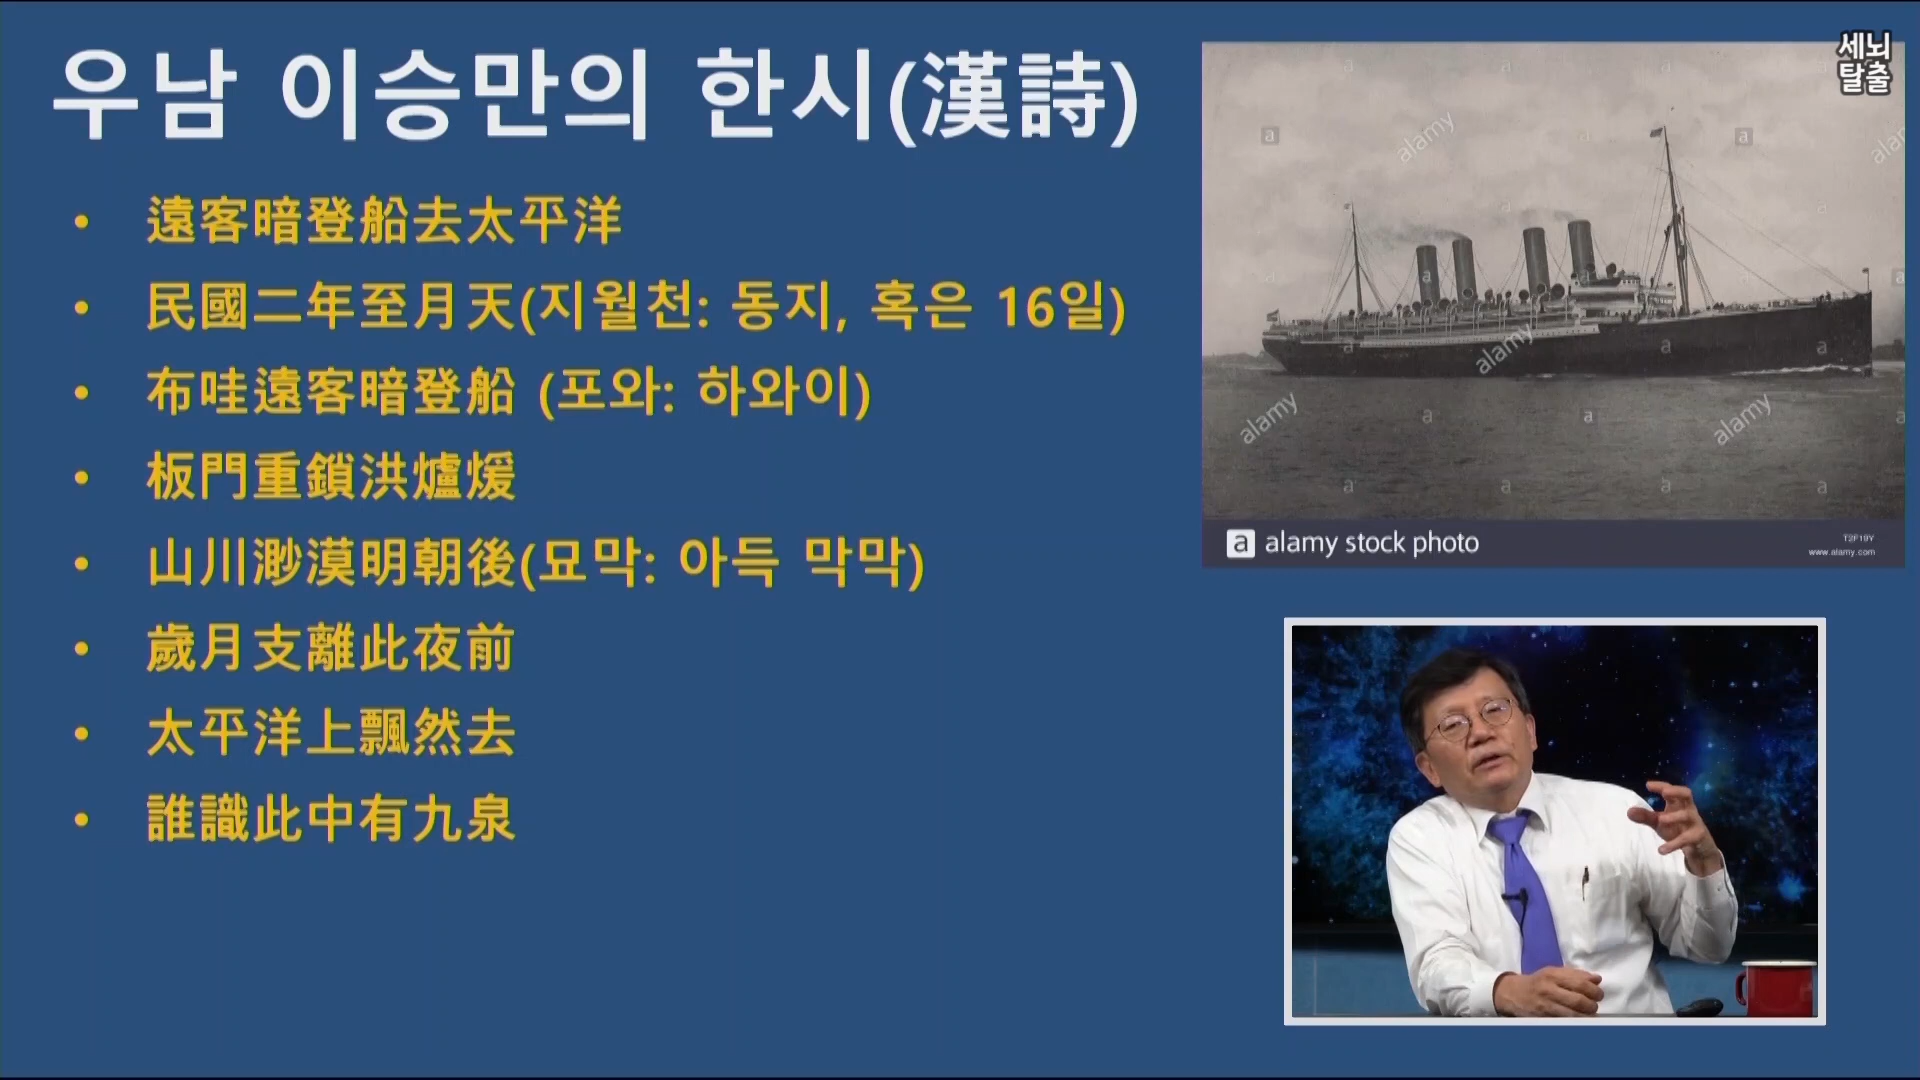 우남 이승만의 한시(漢詩)
• 遠客暗登船去太平洋
• 民國二年至月天(지월천: 동지, 혹은 16일)
• 布哇遠客暗登船 (포와: 하와이)
• 板門重鎖洪爐煖
• 山川渺漠明朝後(묘막: 아득 막막)
• 歲月支離此夜前
• 太平洋上飄然去
• 誰識此中有九泉
세뇌
탈출
a
a
alamy
alamy
alamy
alamy
alamy
a alamy stock photo
T2F19Y
www.alamy.com